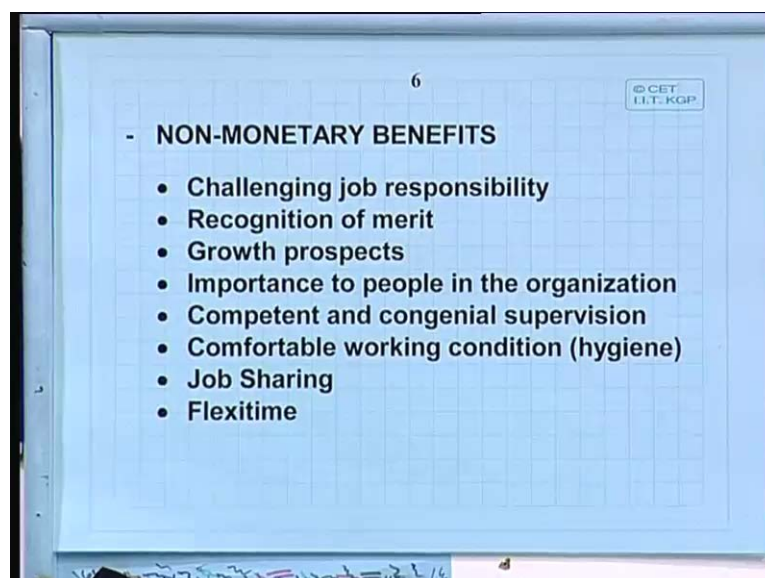 6
© CET
I.I.T. KGP
- NON-MONETARY BENEFITS
• Challenging job responsibility
• Recognition of merit
• Growth prospects
• Importance to people in the organization
• Competent and congenial supervision
• Comfortable working condition (hygiene)
• Job Sharing
• Flexitime